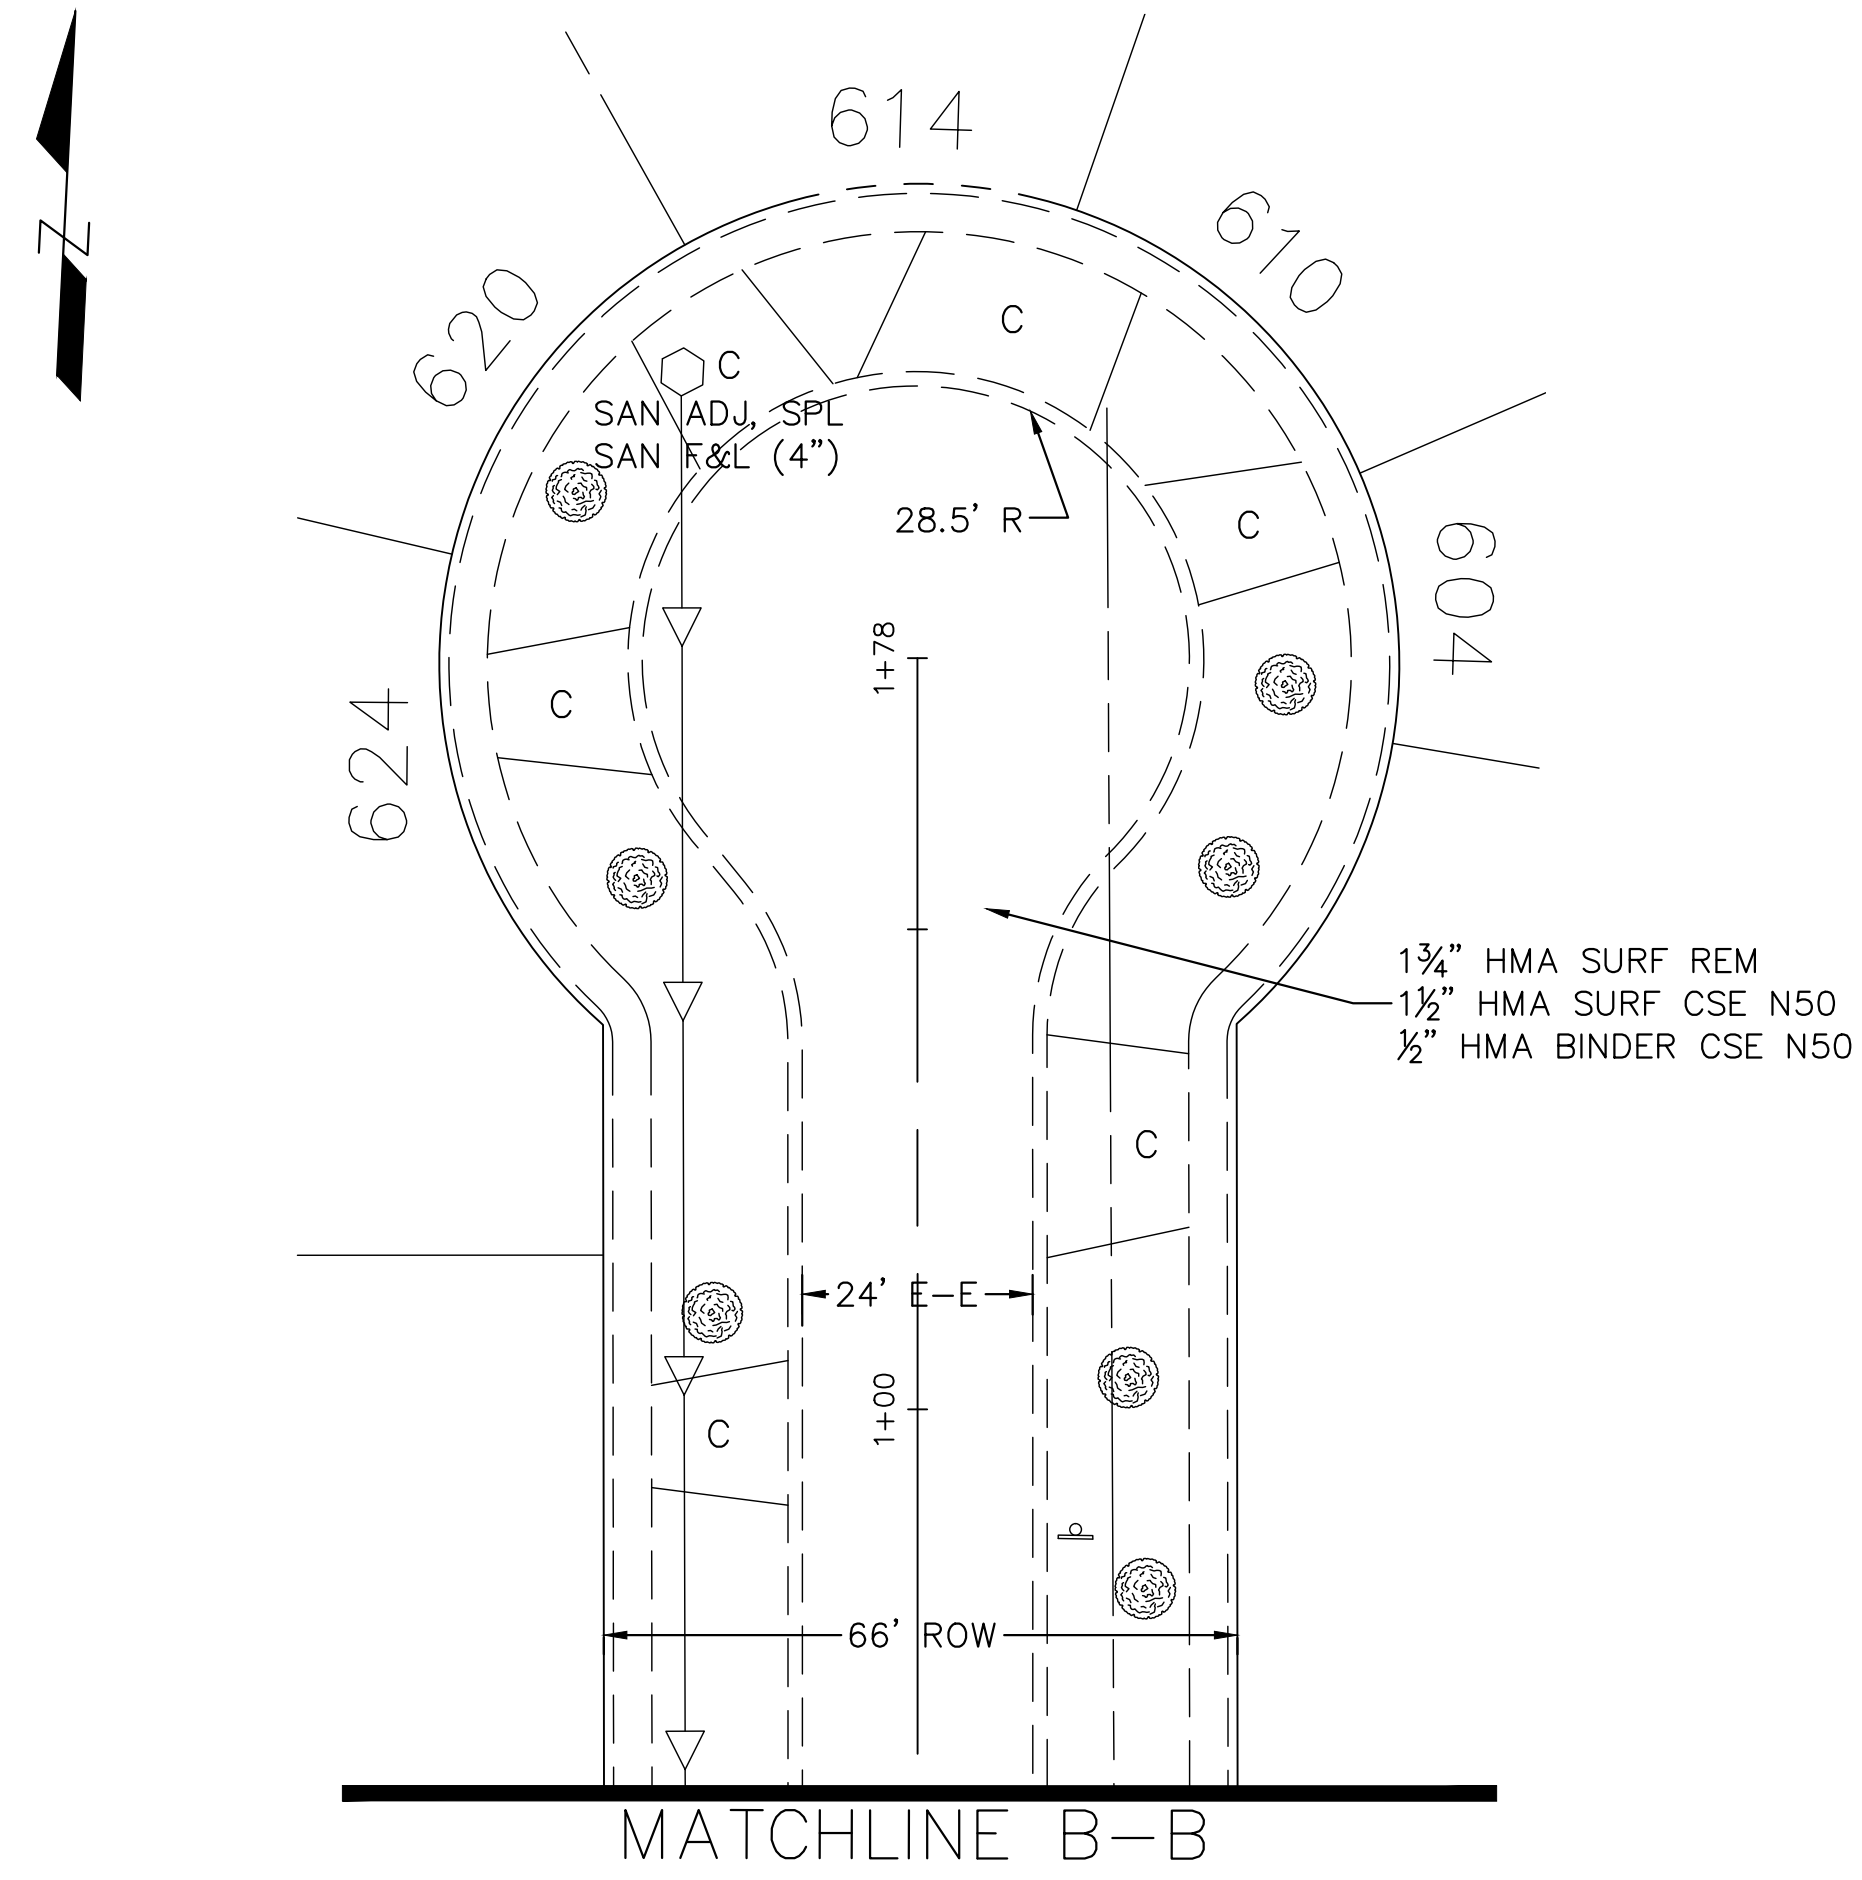 N
614
610
620
C
C
SAN ADJ, SPL
SAN F&L (4")
28.5' R
C
604
1+78
C
624
1¾" HMA SURF REM
1½" HMA SURF CSE N50
½" HMA BINDER CSE N50
C
24' E-E
1+00
C
66' ROW
MATCHLINE B-B